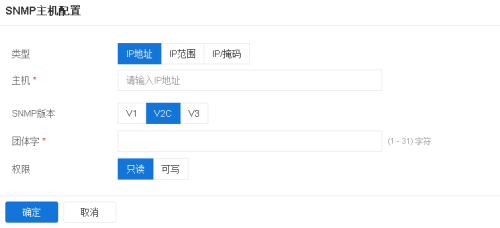 SNMP主机配置
类型 IP地址 IP范围 IP/掩码
主机 * 请输入IP地址
SNMP版本 V1 V2C V3
团体字 * (1 - 31) 字符
权限 只读 可写
确定 取消